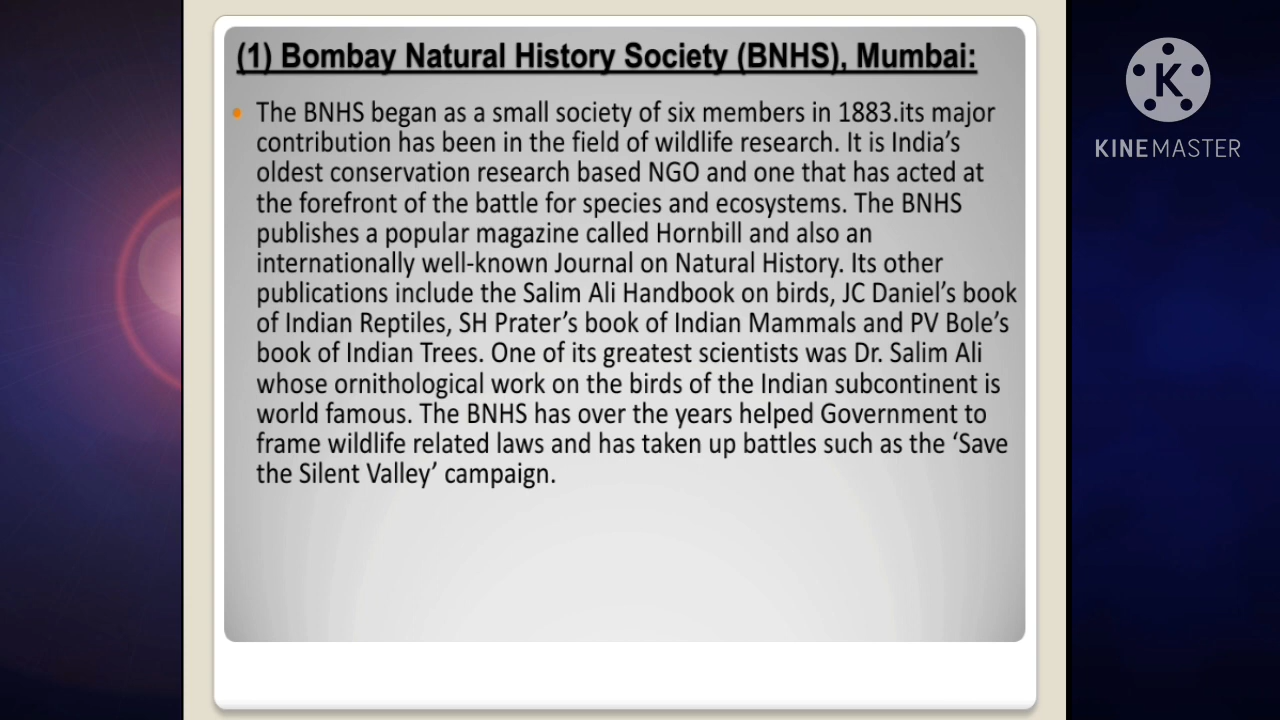 (1) Bombay Natural History Society (BNHS), Mumbai:
The BNHS began as a small society of six members in 1883.its major
contribution has been in the field of wildlife research. It is India’s
oldest conservation research based NGO and one that has acted at
the forefront of the battle for species and ecosystems. The BNHS
publishes a popular magazine called Hornbill and also an
internationally well-known Journal on Natural History. Its other
publications include the Salim Ali Handbook on birds, JC Daniel’s book
of Indian Reptiles, SH Prater’s book of Indian Mammals and PV Bole’s
book of Indian Trees. One of its greatest scientists was Dr. Salim Ali
whose ornithological work on the birds of the Indian subcontinent is
world famous. The BNHS has over the years helped Government to
frame wildlife related laws and has taken up battles such as the ‘Save
the Silent Valley’ campaign.
K
KINEMASTER